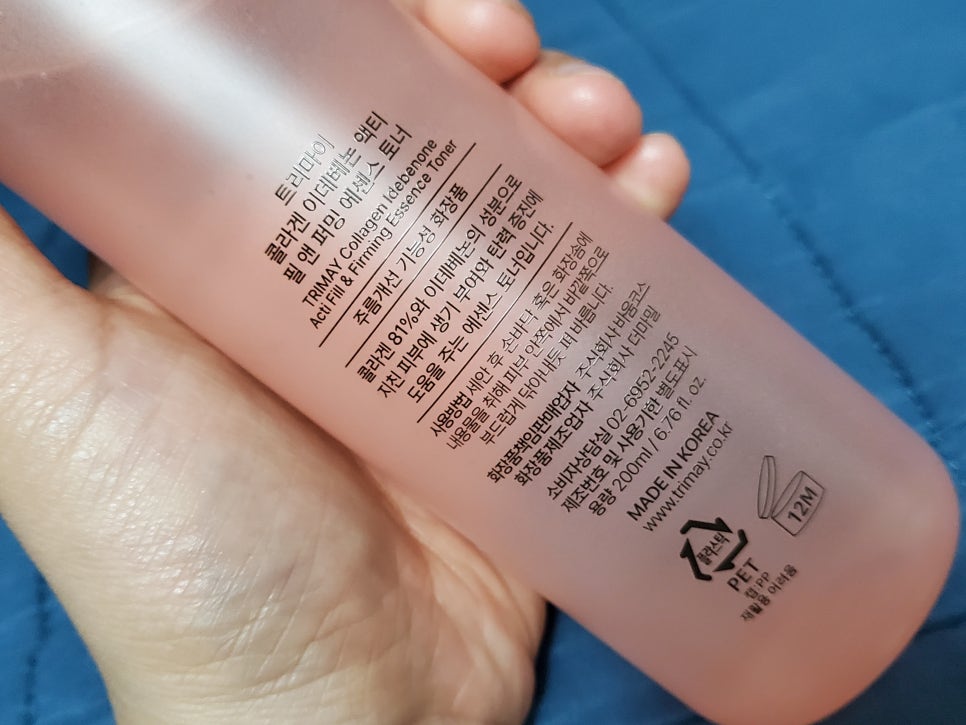 트리마이
콜라겐 이데베논 액티
필 앤 퍼밍 에센스 토너
TRIMAY Collagen Idebenone
Acti Fill & Firming Essence Toner
주름개선 기능성 화장품
콜라겐 81%와 이데베논의 성분으로
지친 피부에 생기 부여와 탄력 증진에
도움을 주는 에센스 토너입니다.
사용방법 세안 후 손바닥 혹은 화장솜에
내용물을 취해 피부 안쪽에서 바깥쪽으로
부드럽게 닦아내듯 펴 바릅니다.
화장품책임판매업자 주식회사 바움코스
화장품제조업자 주식회사 더마밀
소비자상담실 02-6952-2245
제조번호 및 사용기한 별도표시
용량 200ml / 6.76 fl. oz.
MADE IN KOREA
www.trimay.co.kr
12M
플라스틱
PET
캡 PP
재활용 어려움